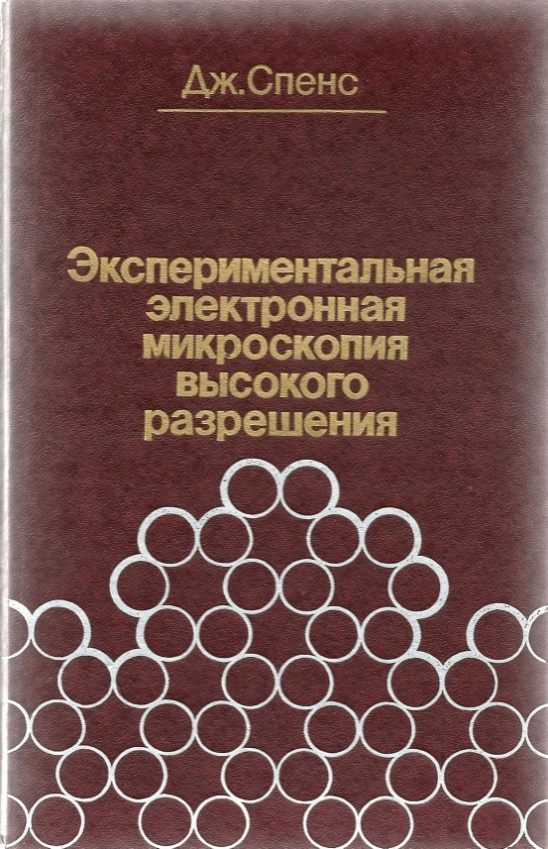 Дж.Спенс
Экспериментальная
электронная
микроскопия
высокого
разрешения